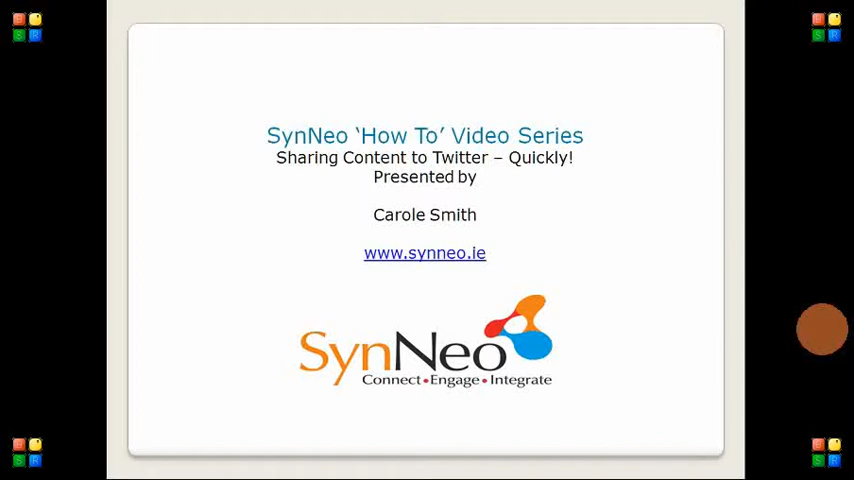 SynNeo ‘How To’ Video Series
Sharing Content to Twitter – Quickly!
Presented by
Carole Smith
www.synneo.ie
SynNeo
Connect•Engage•Integrate
B
S R
B
S R
B
S R
B
S R